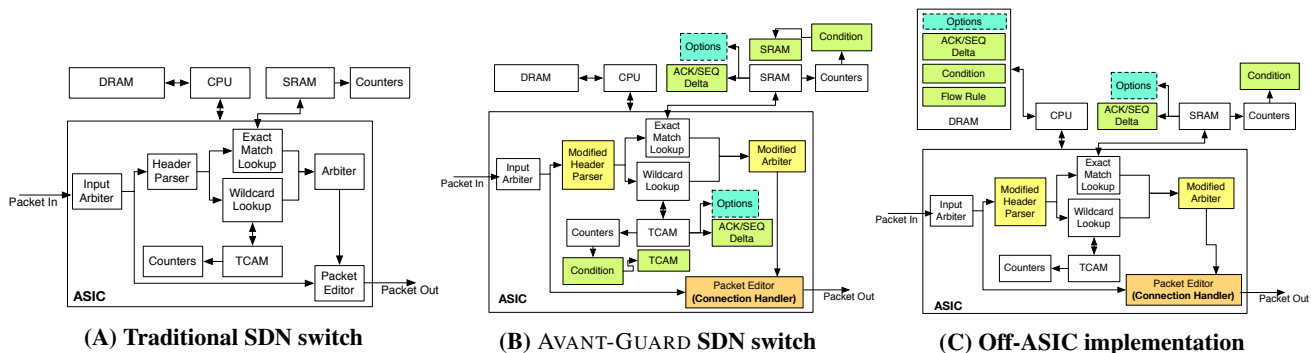 DRAM
CPU
SRAM
Counters
Exact
Match
Lookup
Header
Parser
Arbiter
Wildcard
Lookup
Input
Arbiter
Packet In
Counters
TCAM
Packet
Editor
ASIC
Packet Out
(A) Traditional SDN switch
Options
SRAM
Condition
DRAM
CPU
ACK/SEQ
Delta
SRAM
Counters
Exact
Match
Lookup
Modified
Header
Parser
Modified
Arbiter
Input
Arbiter
Packet In
Wildcard
Lookup
Options
Counters
TCAM
ACK/SEQ
Delta
Condition
TCAM
Packet Editor
(Connection Handler)
ASIC
Packet Out
(B) AVANT-GUARD SDN switch
Options
ACK/SEQ
Delta
Condition
Flow Rule
DRAM
Options
Condition
CPU
ACK/SEQ
Delta
SRAM
Counters
Exact
Match
Lookup
Modified
Header
Parser
Modified
Arbiter
Input
Arbiter
Packet In
Wildcard
Lookup
Counters
TCAM
Packet Editor
(Connection Handler)
ASIC
Packet Out
(C) Off-ASIC implementation